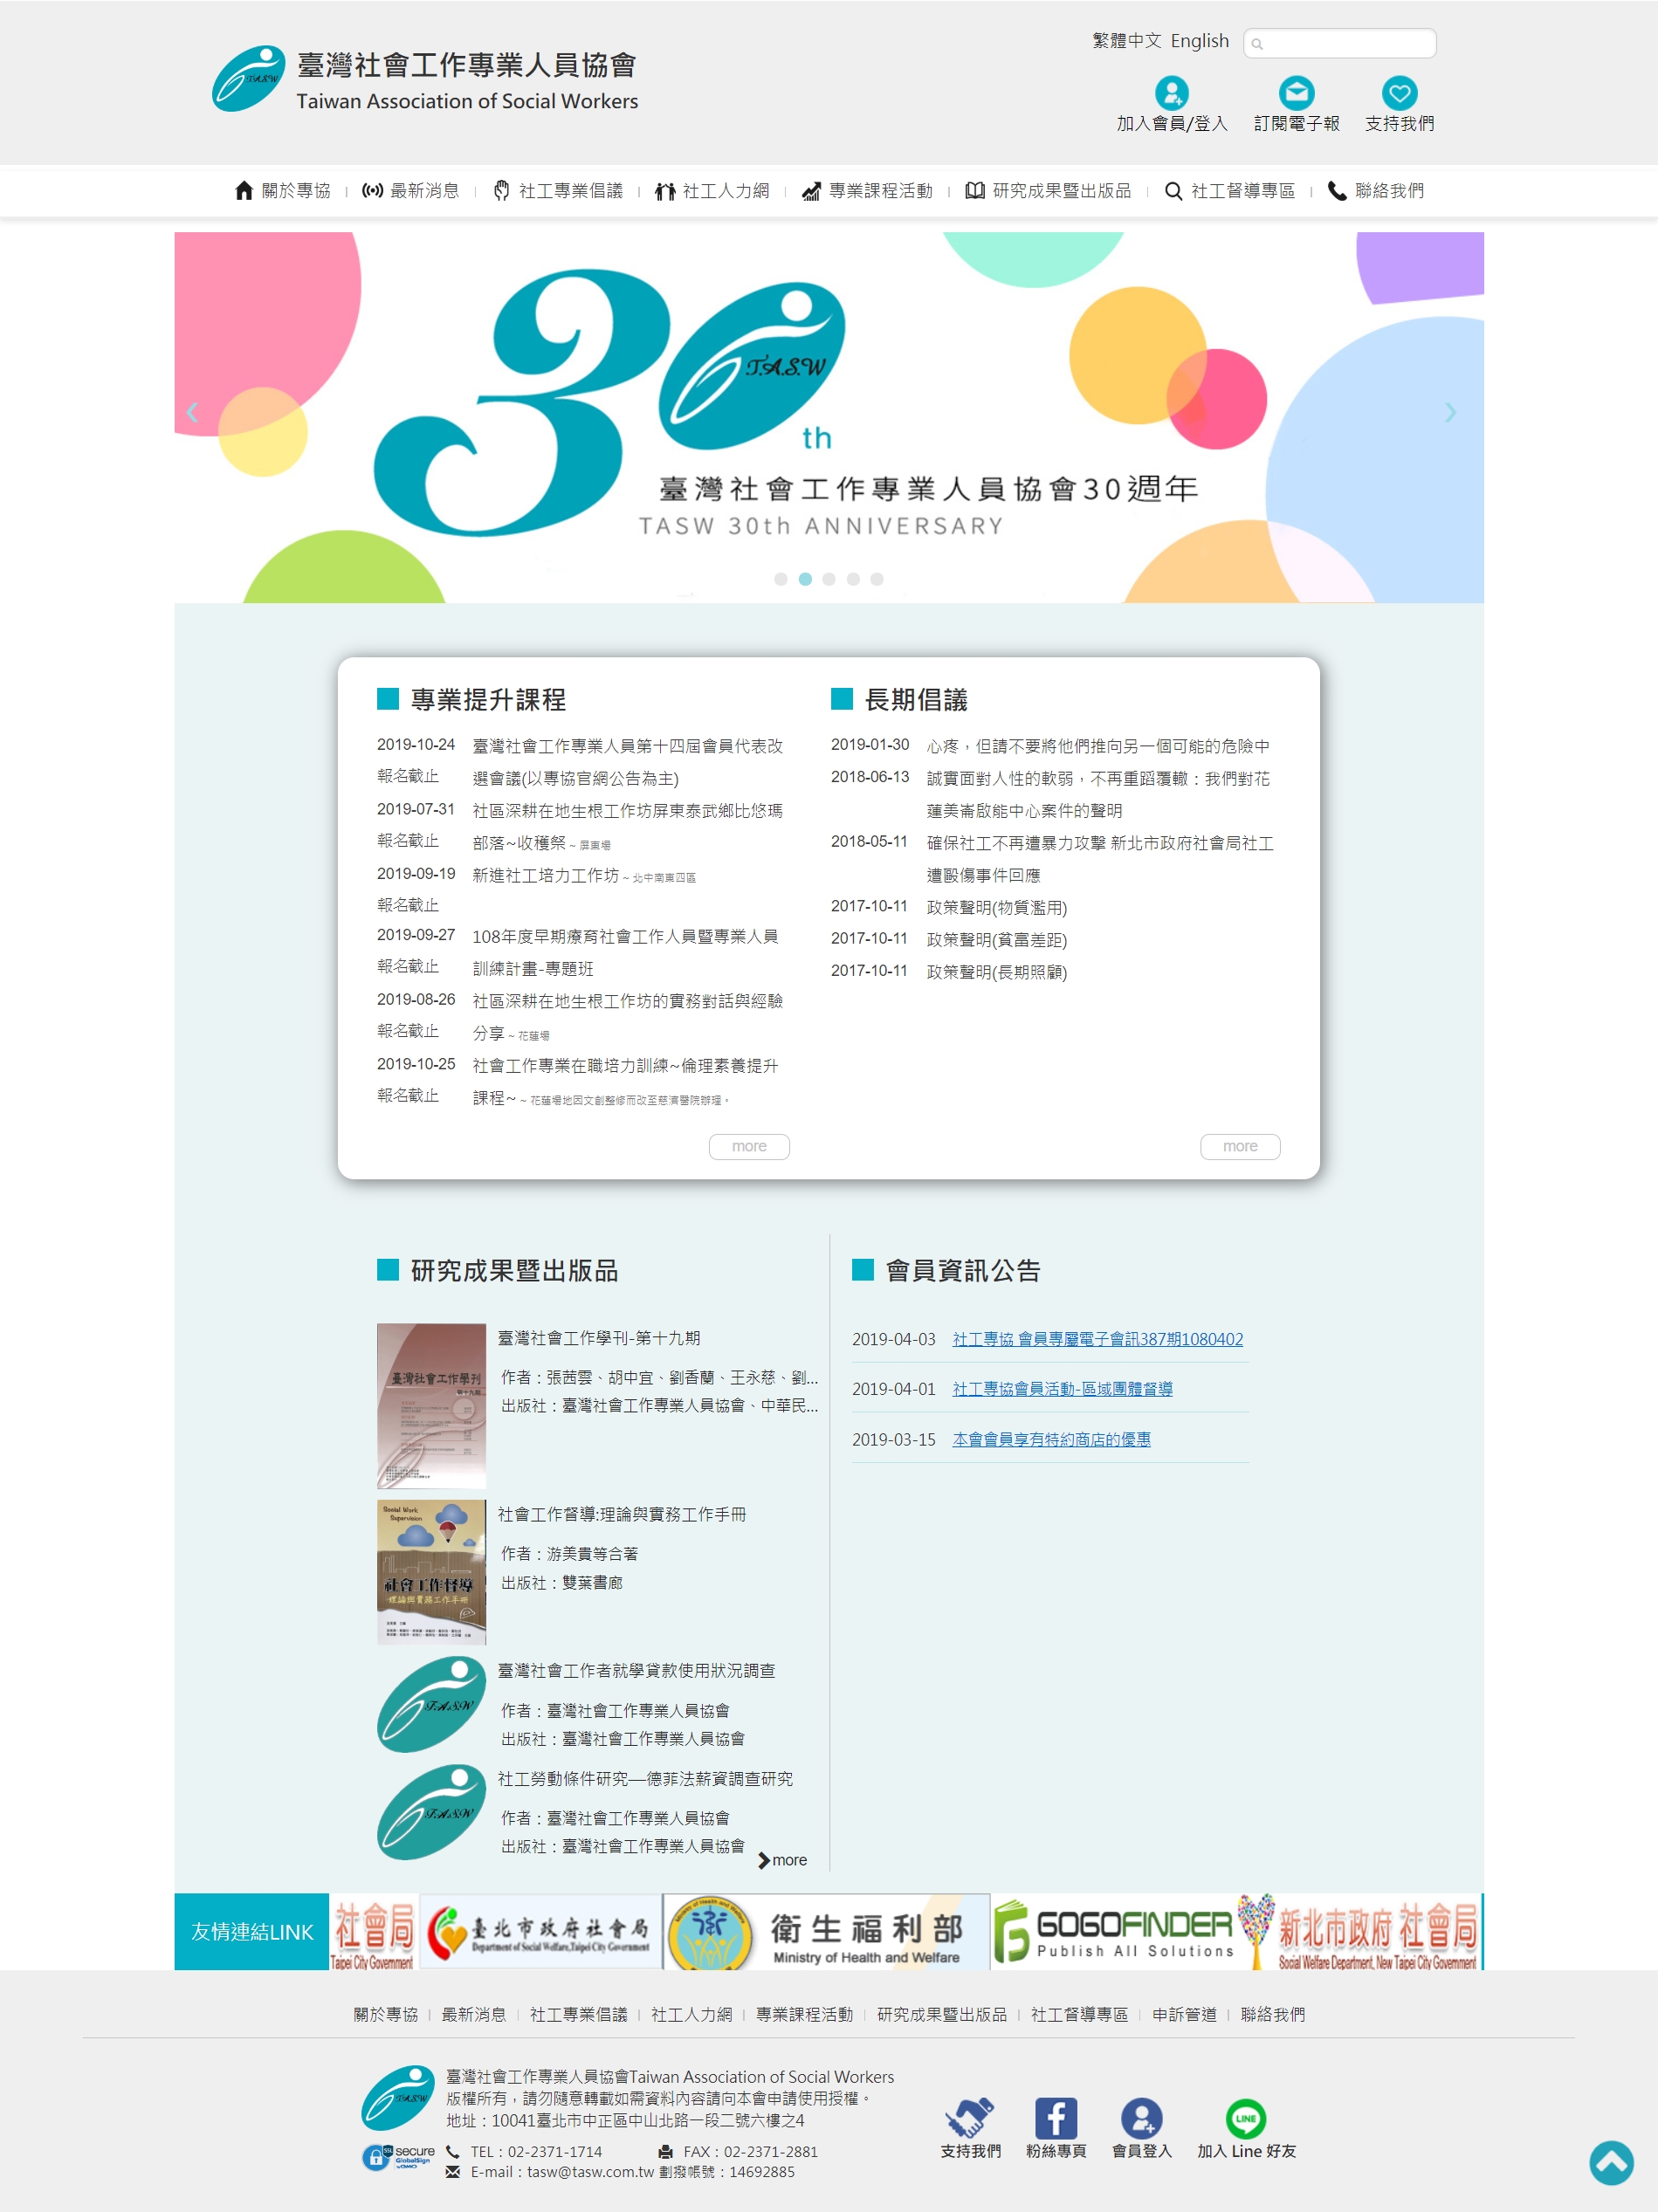 臺灣社會工作專業人員協會
Taiwan Association of Social Workers
繁體中文 English
加入會員/登入 訂閱電子報 支持我們
關於專協 最新消息 社工專業倡議 社工人力網 專業課程活動 研究成果暨出版品 社工督導專區 聯絡我們
T.A.S.W
th
臺灣社會工作專業人員協會30週年
TASW 30th ANNIVERSARY
專業提升課程
2019-10-24 臺灣社會工作專業人員第十四屆會員代表改
報名截止 選會議(以專協官網公告為主)
2019-07-31 社區深耕在地生根工作坊屏東泰武鄉比悠瑪
報名截止 部落~收穫祭 ~ 屏東場
2019-09-19 新進社工培力工作坊 ~ 北中南東四區
報名截止
2019-09-27 108年度早期療育社會工作人員暨專業人員
報名截止 訓練計畫-專題班
2019-08-26 社區深耕在地生根工作坊的實務對話與經驗
報名截止 分享 ~ 花蓮場
2019-10-25 社會工作專業在職培力訓練~倫理素養提升
報名截止 課程~ ~ 花蓮場地因文創整修而改至慈濟醫院辦理。
more
長期倡議
2019-01-30 心疼，但請不要將他們推向另一個可能的危險中
2018-06-13 誠實面對人性的軟弱，不再重蹈覆轍：我們對花
蓮美崙啟能中心案件的聲明
2018-05-11 確保社工不再遭暴力攻擊 新北市政府社會局社工
遭毆傷事件回應
2017-10-11 政策聲明(物質濫用)
2017-10-11 政策聲明(貧富差距)
2017-10-11 政策聲明(長期照顧)
more
研究成果暨出版品
臺灣社會工作學刊
第十九期
臺灣社會工作學刊-第十九期
作者：張茜雲、胡中宜、劉香蘭、王永慈、劉...
出版社：臺灣社會工作專業人員協會、中華民...
Social Work
Supervision
社會工作督導
理論與實務工作手冊
社會工作督導:理論與實務工作手冊
作者：游美貴等合著
出版社：雙葉書廊
T.A.S.W
臺灣社會工作者就學貸款使用狀況調查
作者：臺灣社會工作專業人員協會
出版社：臺灣社會工作專業人員協會
T.A.S.W
社工勞動條件研究—德菲法薪資調查研究
作者：臺灣社會工作專業人員協會
出版社：臺灣社會工作專業人員協會
more
會員資訊公告
2019-04-03 社工專協 會員專屬電子會訊387期1080402
2019-04-01 社工專協會員活動-區域團體督導
2019-03-15 本會會員享有特約商店的優惠
友情連結LINK
社會局
Taipei City Government
臺北市政府社會局
Department of Social Welfare,Taipei City Government
衛生福利部
Ministry of Health and Welfare
GOGOFINDER
Publish All Solutions
新北市政府 社會局
Social Welfare Department, New Taipei City Government
關於專協 最新消息 社工專業倡議 社工人力網 專業課程活動 研究成果暨出版品 社工督導專區 申訴管道 聯絡我們
T.A.S.W
臺灣社會工作專業人員協會Taiwan Association of Social Workers
版權所有，請勿隨意轉載如需資料內容請向本會申請使用授權。
地址：10041臺北市中正區中山北路一段二號六樓之4
SSL
secure
GlobalSign
TEL：02-2371-1714 FAX：02-2371-2881
E-mail：tasw@tasw.com.tw 劃撥帳號：14692885
支持我們 粉絲專頁 會員登入
LINE
加入 Line 好友